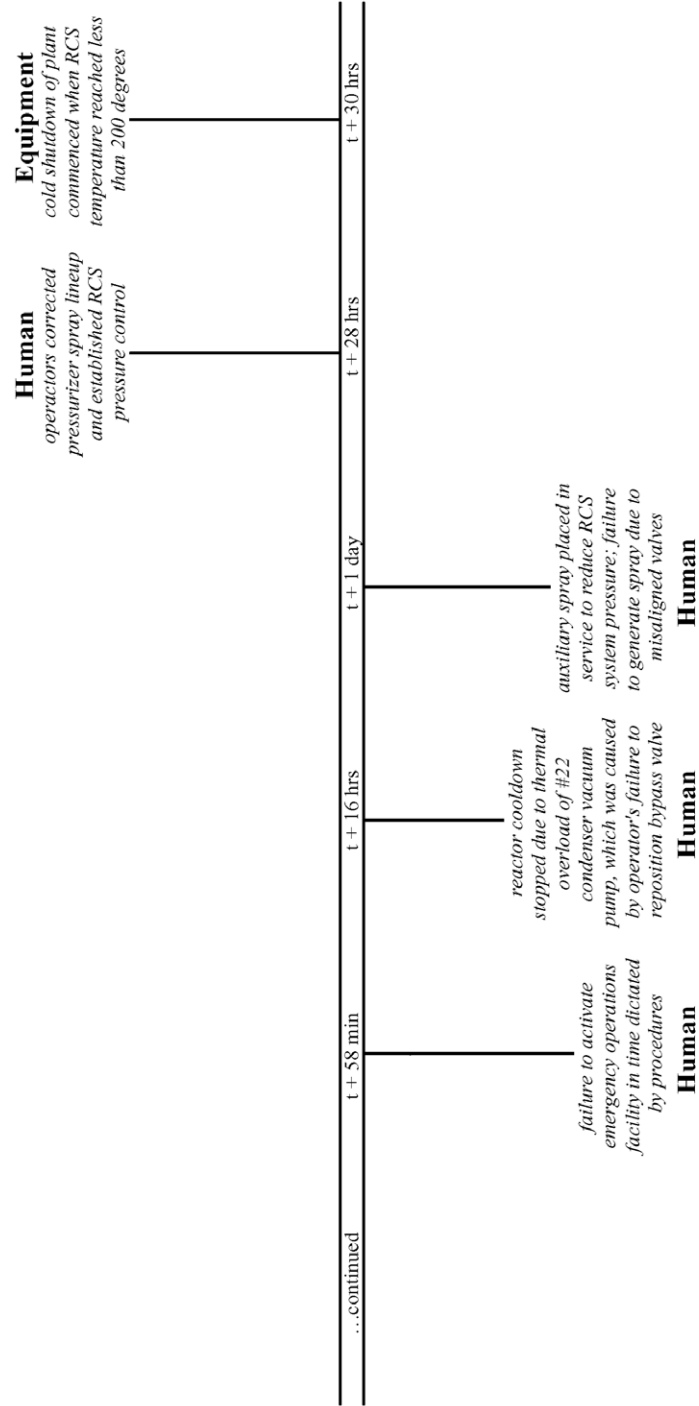 Human
operactors corrected
pressurizer spray lineup
and established RCS
pressure control
Equipment
cold shutdown of plant
commenced when RCS
temperature reached less
than 200 degrees
…continued
t + 58 min
t + 16 hrs
t + 1 day
t + 28 hrs
t + 30 hrs
failure to activate
emergency operations
facility in time dictated
by procedures
Human
reactor cooldown
stopped due to thermal
overload of #22
condenser vacuum
pump, which was caused
by operator's failure to
reposition bypass valve
Human
auxiliary spray placed in
service to reduce RCS
system pressure; failure
to generate spray due to
misaligned valves
Human